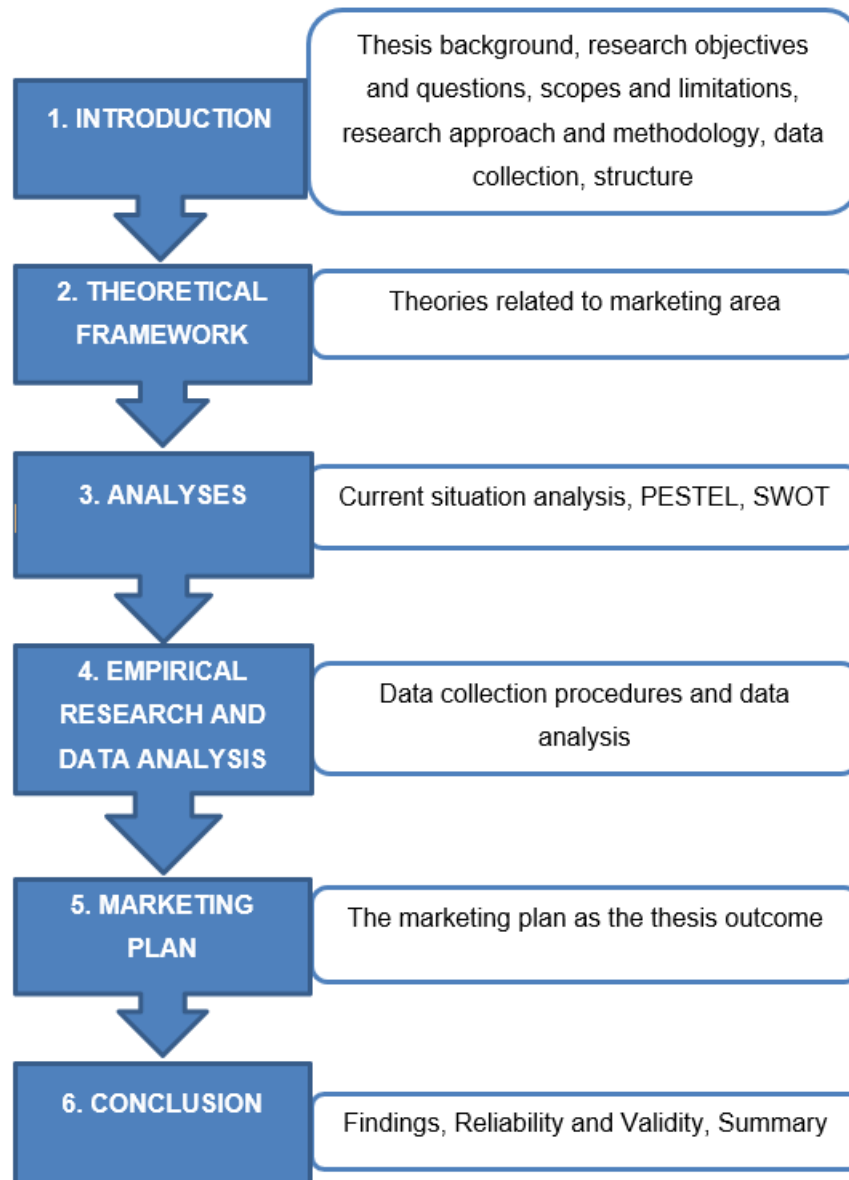 1. INTRODUCTION
Thesis background, research objectives
and questions, scopes and limitations,
research approach and methodology, data
collection, structure
2. THEORETICAL
FRAMEWORK
Theories related to marketing area
3. ANALYSES
Current situation analysis, PESTEL, SWOT
4. EMPIRICAL
RESEARCH AND
DATA ANALYSIS
Data collection procedures and data
analysis
5. MARKETING
PLAN
The marketing plan as the thesis outcome
6. CONCLUSION
Findings, Reliability and Validity, Summary